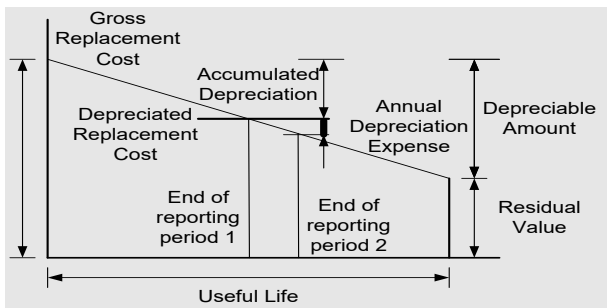 Gross
Replacement
Cost
Accumulated
Depreciation
Depreciated
Replacement
Cost
Annual
Depreciation
Expense
Depreciable
Amount
End of
reporting
period 1
End of
reporting
period 2
Residual
Value
Useful Life